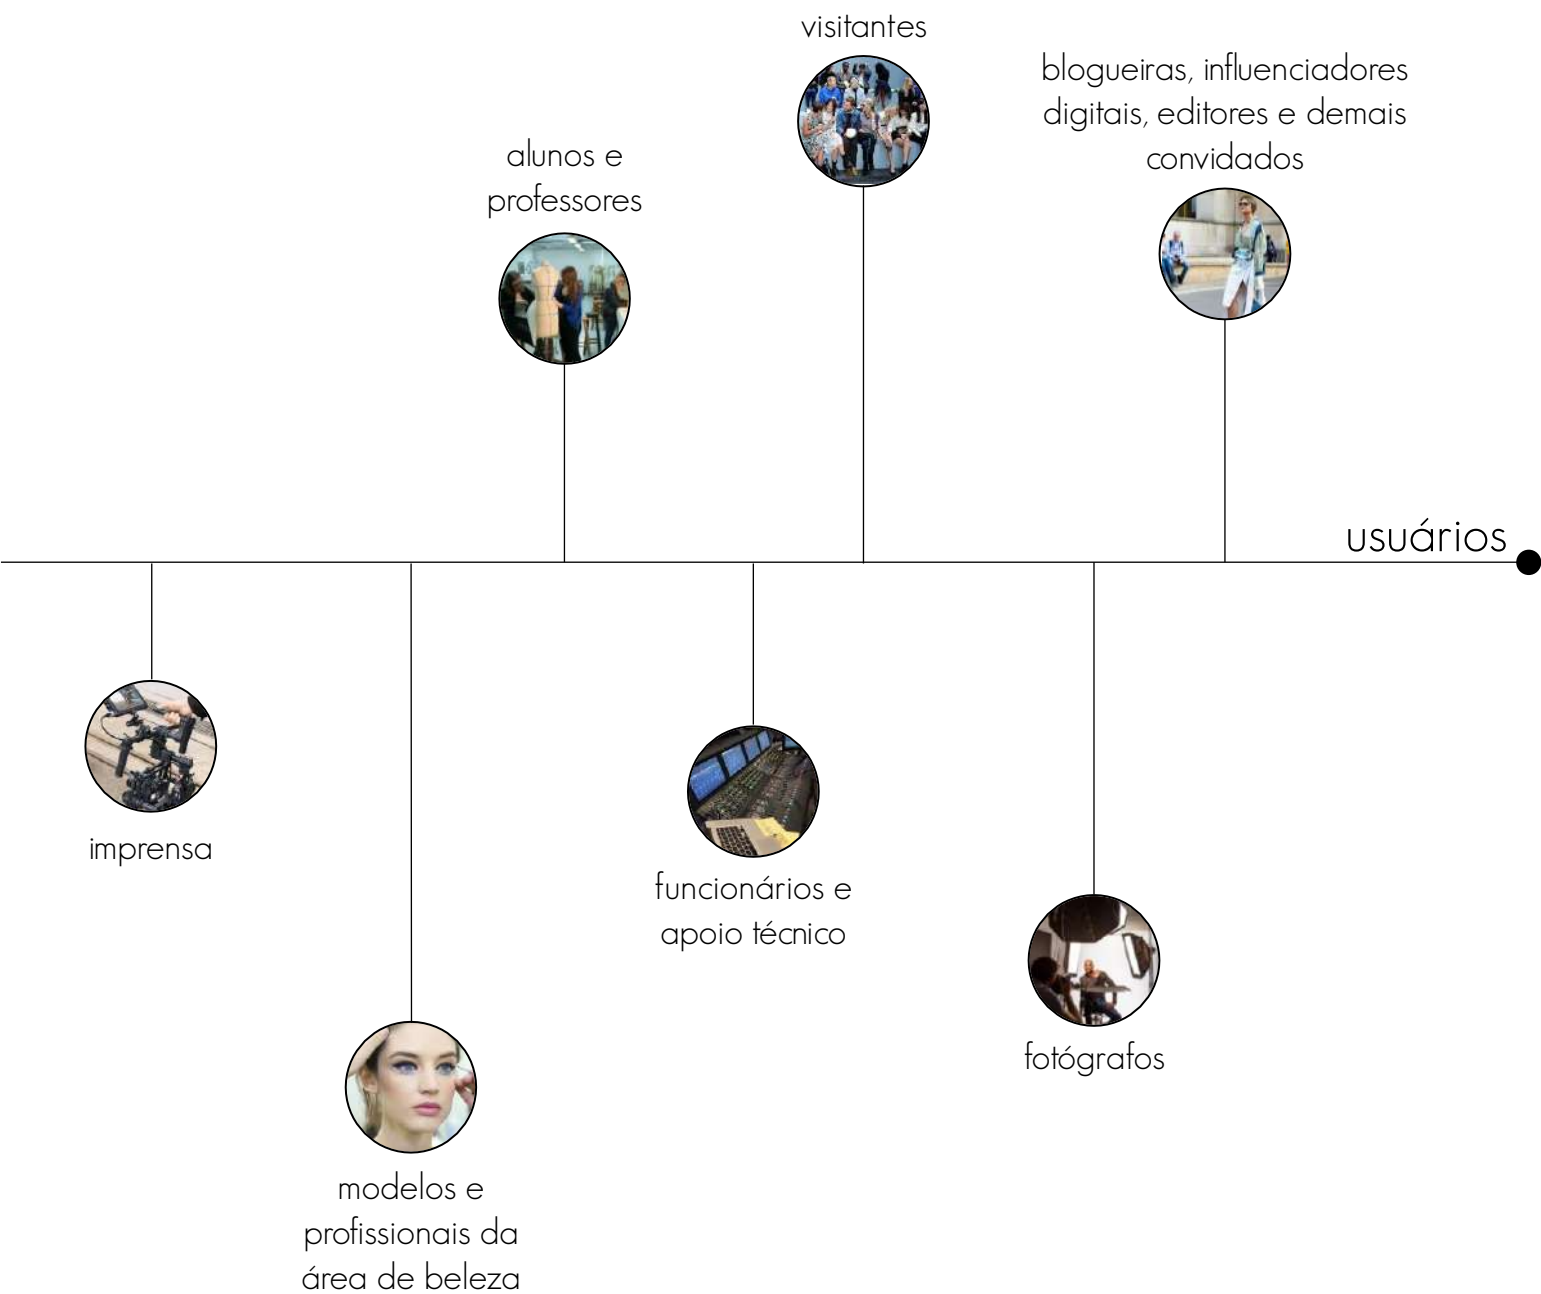 visitantes
blogueiras, influenciadores
digitais, editores e demais
convidados
alunos e
professores
usuários
imprensa
funcionários e
apoio técnico
fotógrafos
modelos e
profissionais da
área de beleza